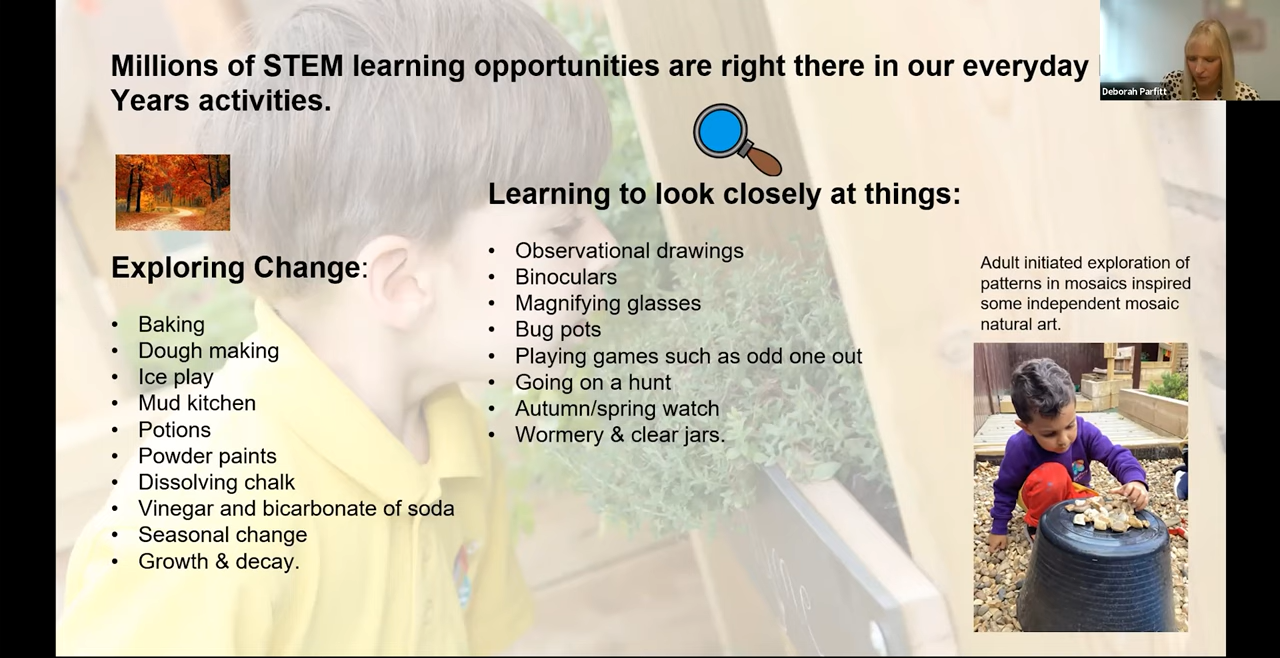 Millions of STEM learning opportunities are right there in our everyday
Years activities.
Deborah Parfitt
Exploring Change:
• Baking
• Dough making
• Ice play
• Mud kitchen
• Potions
• Powder paints
• Dissolving chalk
• Vinegar and bicarbonate of soda
• Seasonal change
• Growth & decay.
Learning to look closely at things:
• Observational drawings
• Binoculars
• Magnifying glasses
• Bug pots
• Playing games such as odd one out
• Going on a hunt
• Autumn/spring watch
• Wormery & clear jars.
Adult initiated exploration of
patterns in mosaics inspired
some independent mosaic
natural art.